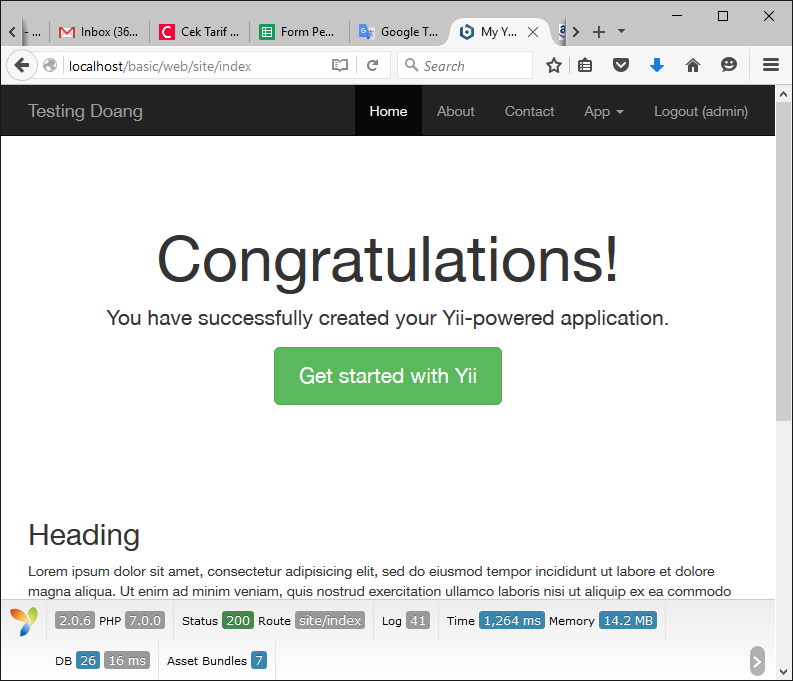 - ...
Inbox (36...
Cek Tarif ...
Form Pe...
Google T...
My Y...
localhost/basic/web/site/index
Search
Testing Doang
Home
About
Contact
App
Logout (admin)
Congratulations!
You have successfully created your Yii-powered application.
Get started with Yii
Heading
Lorem ipsum dolor sit amet, consectetur adipisicing elit, sed do eiusmod tempor incididunt ut labore et dolore
magna aliqua. Ut enim ad minim veniam, quis nostrud exercitation ullamco laboris nisi ut aliquip ex ea commodo
2.0.6 PHP 7.0.0 Status 200 Route site/index Log 41 Time 1,264 ms Memory 14.2 MB
DB 26 16 ms Asset Bundles 7